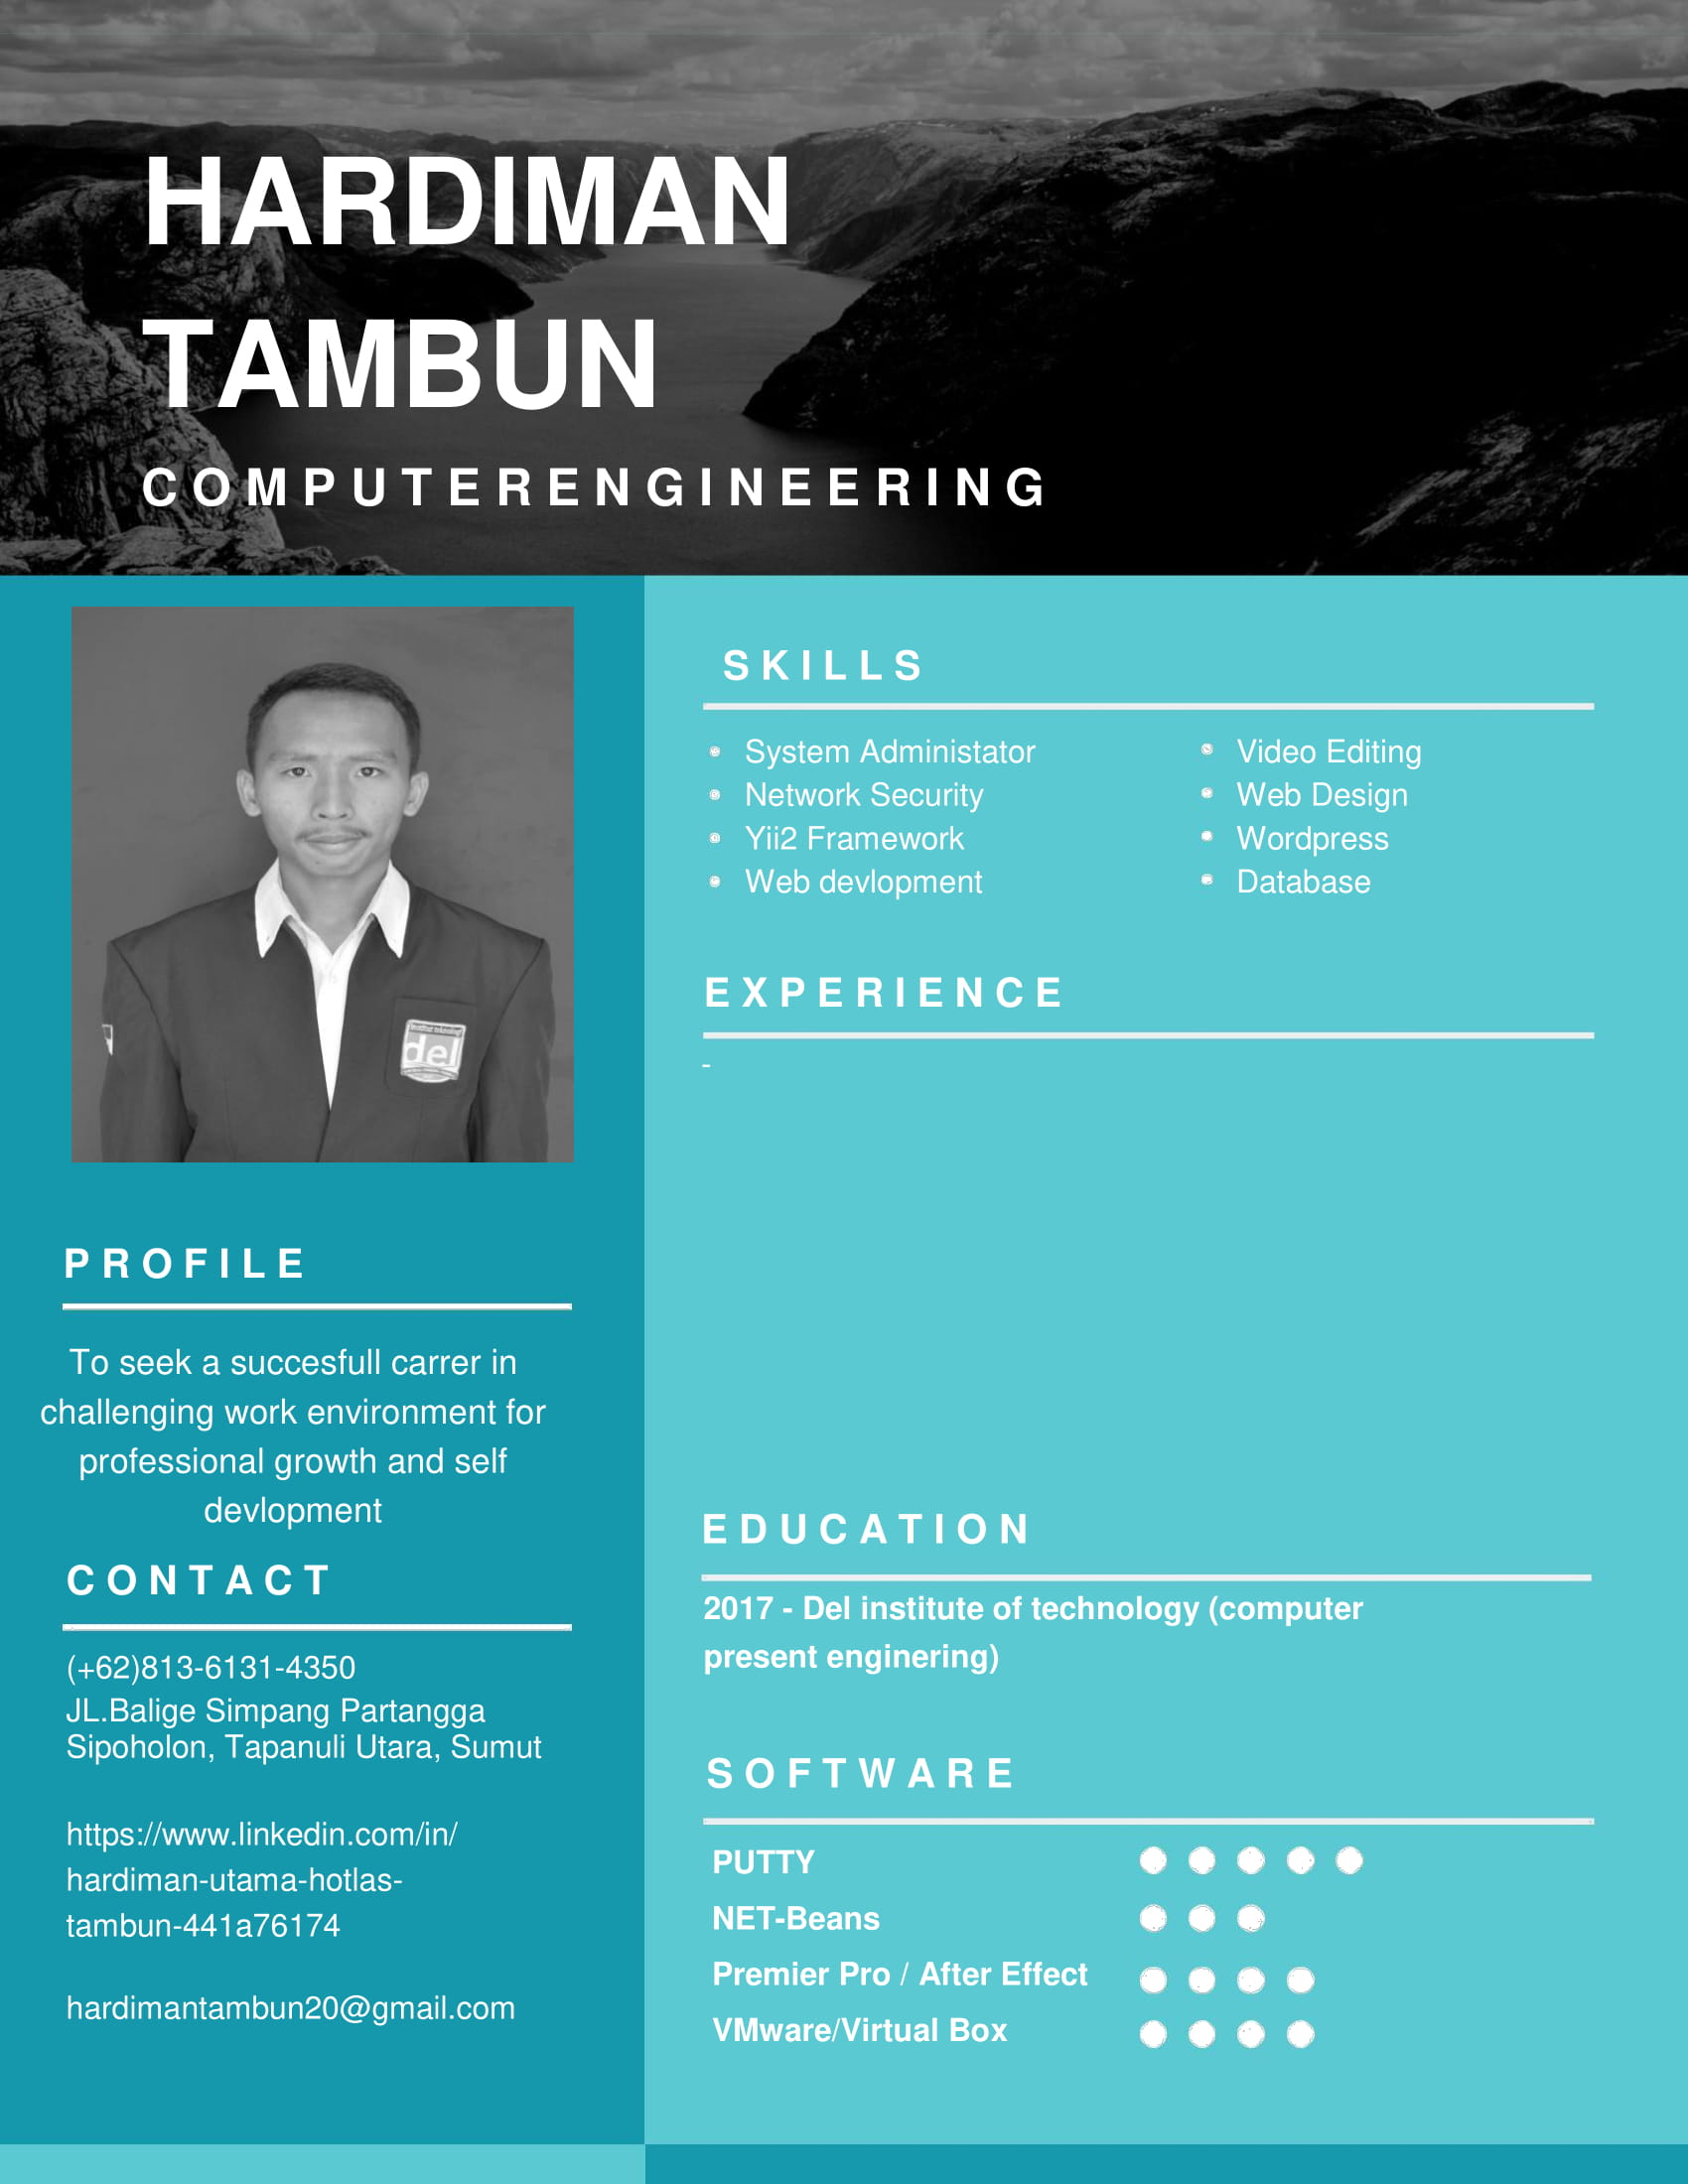 HARDIMAN
TAMBUN
COMPUTERENGINEERING
del
PROFILE
To seek a succesfull carrer in
challenging work environment for
professional growth and self
devlopment
CONTACT
(+62)813-6131-4350
JL.Balige Simpang Partangga
Sipoholon, Tapanuli Utara, Sumut
https://www.linkedin.com/in/
hardiman-utama-hotlas-
tambun-441a76174
hardimantambun20@gmail.com
SKILLS
System Administator
Network Security
Yii2 Framework
Web devlopment
Video Editing
Web Design
Wordpress
Database
EXPERIENCE
-
EDUCATION
2017 - Del institute of technology (computer
present enginering)
SOFTWARE
PUTTY
NET-Beans
Premier Pro / After Effect
VMware/Virtual Box